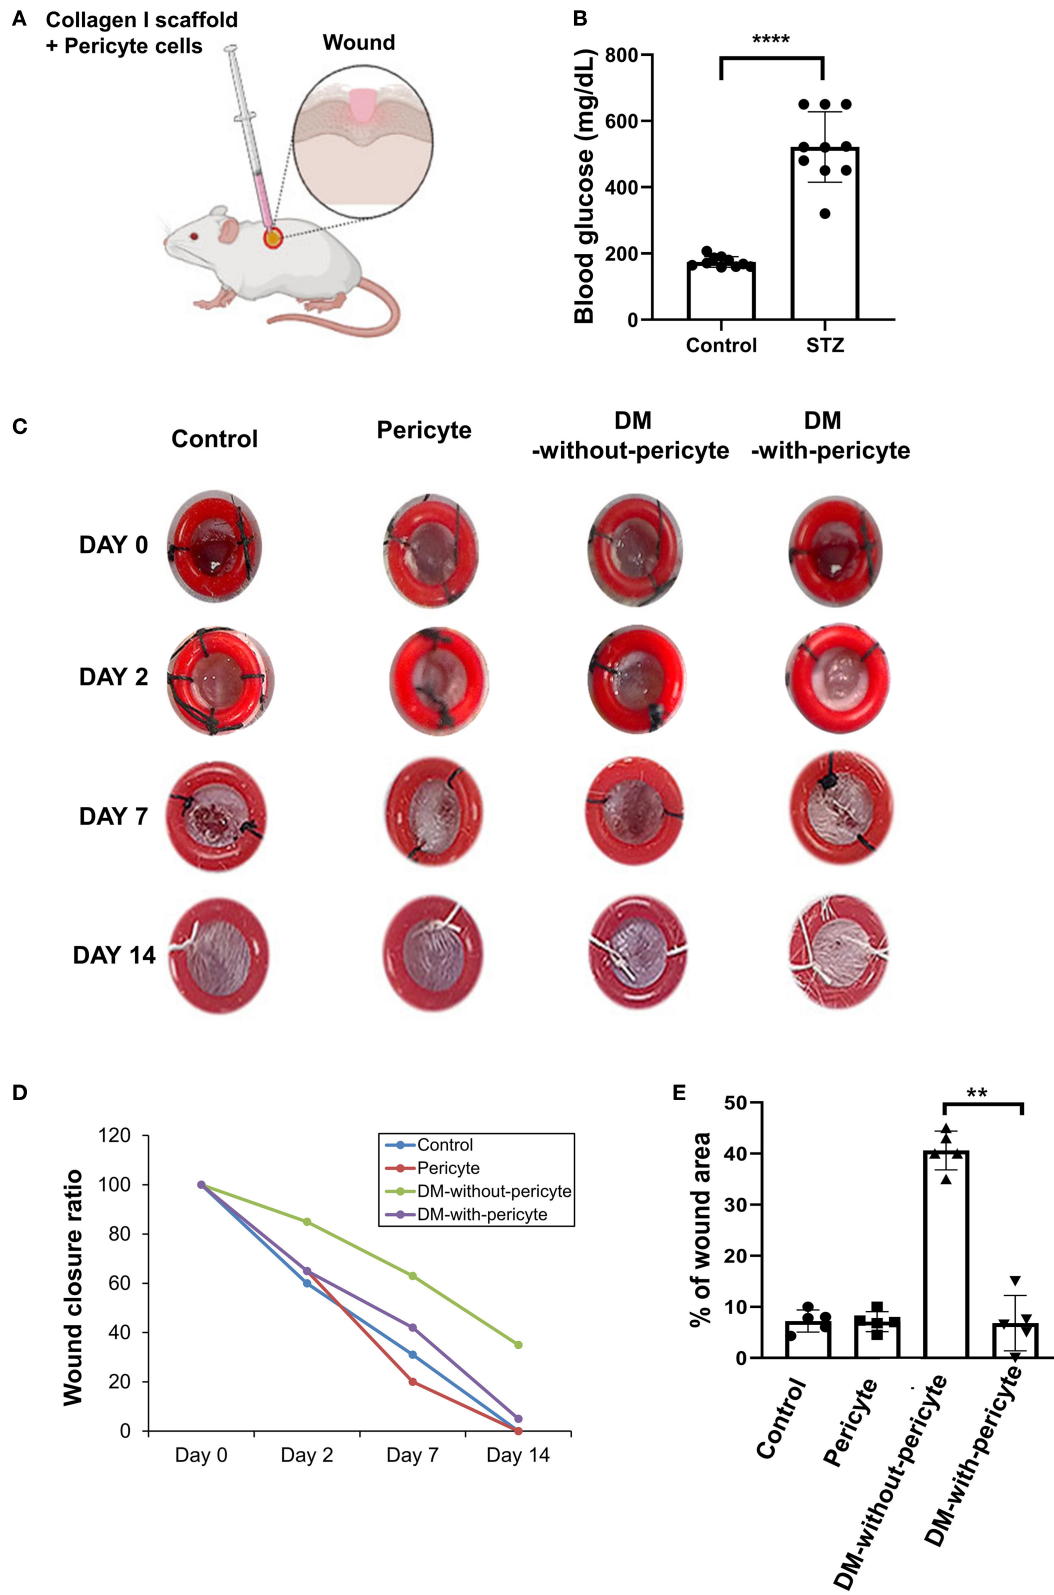 A
Collagen I scaffold
+ Pericyte cells
Wound
B
****
Blood glucose (mg/dL)
800
600
400
200
0
Control
STZ
C
Control
Pericyte
DM
-without-pericyte
DM
-with-pericyte
DAY 0
DAY 2
DAY 7
DAY 14
D
Wound closure ratio
120
100
80
60
40
20
0
Day 0
Day 2
Day 7
Day 14
Control
Pericyte
DM-without-pericyte
DM-with-pericyte
E
**
% of wound area
50
40
30
20
10
0
Control
Pericyte
DM-without-pericyte
DM-with-pericyte